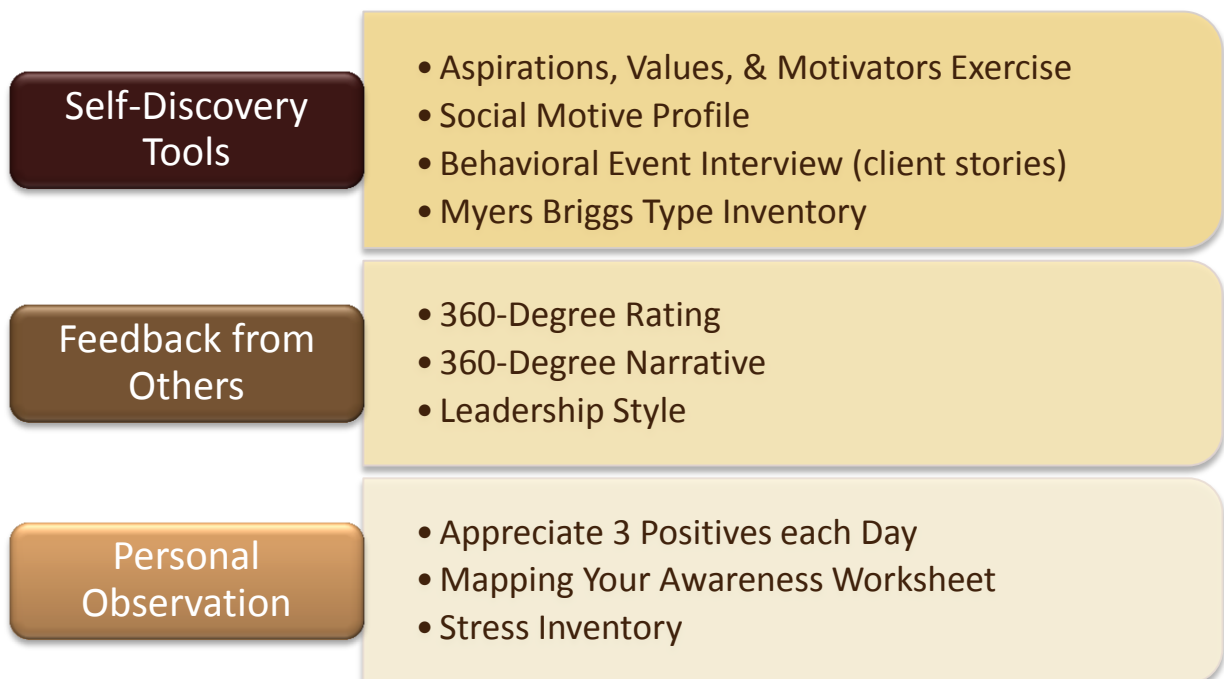 Self-Discovery
Tools
• Aspirations, Values, & Motivators Exercise
• Social Motive Profile
• Behavioral Event Interview (client stories)
• Myers Briggs Type Inventory
Feedback from
Others
• 360-Degree Rating
• 360-Degree Narrative
• Leadership Style
Personal
Observation
• Appreciate 3 Positives each Day
• Mapping Your Awareness Worksheet
• Stress Inventory